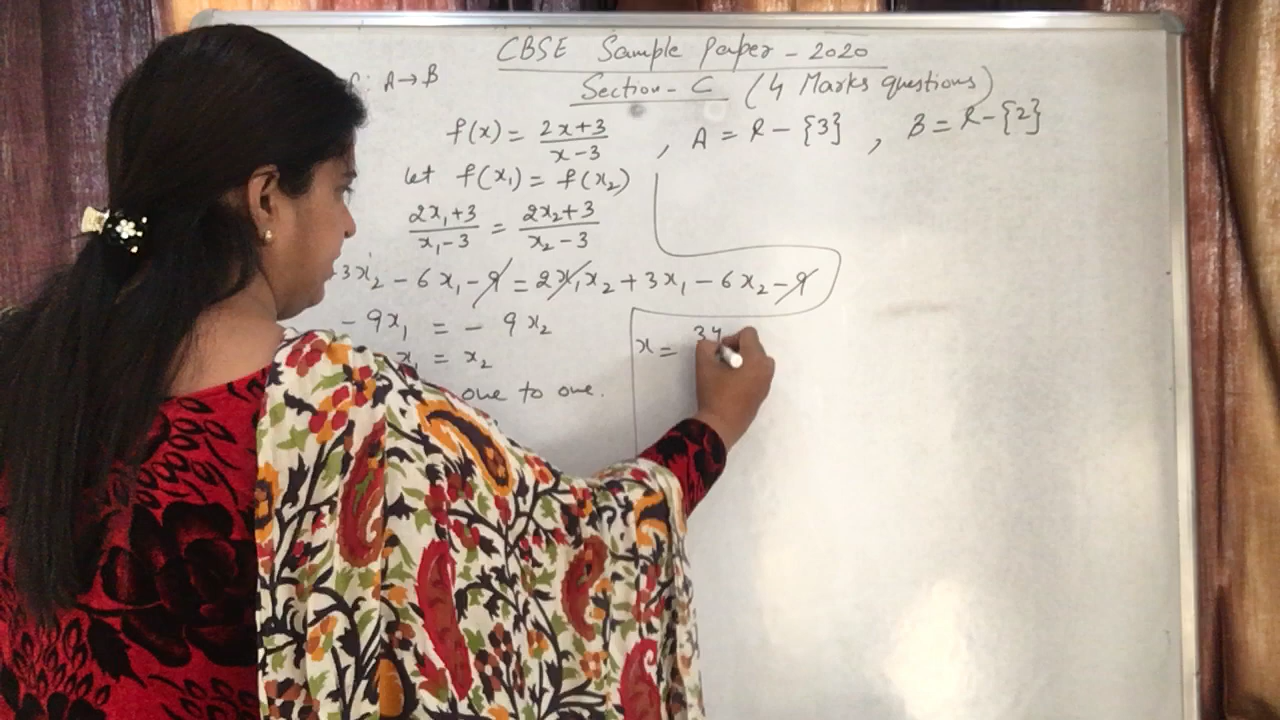 CBSE Sample Paper - 2020
Section - C (4 Marks questions)
f: A → B
f(x) = (2x+3)/(x-3) , A = R - {3} , B = R - {2}
let f(x₁) = f(x₂)
(2x₁+3)/(x₁-3) = (2x₂+3)/(x₂-3)
3x₂ - 6x₁ - 9 = 2x₁x₂ + 3x₁ - 6x₂ - 9
- 9x₁ = - 9x₂
x₁ = x₂
one to one.
x = 3y